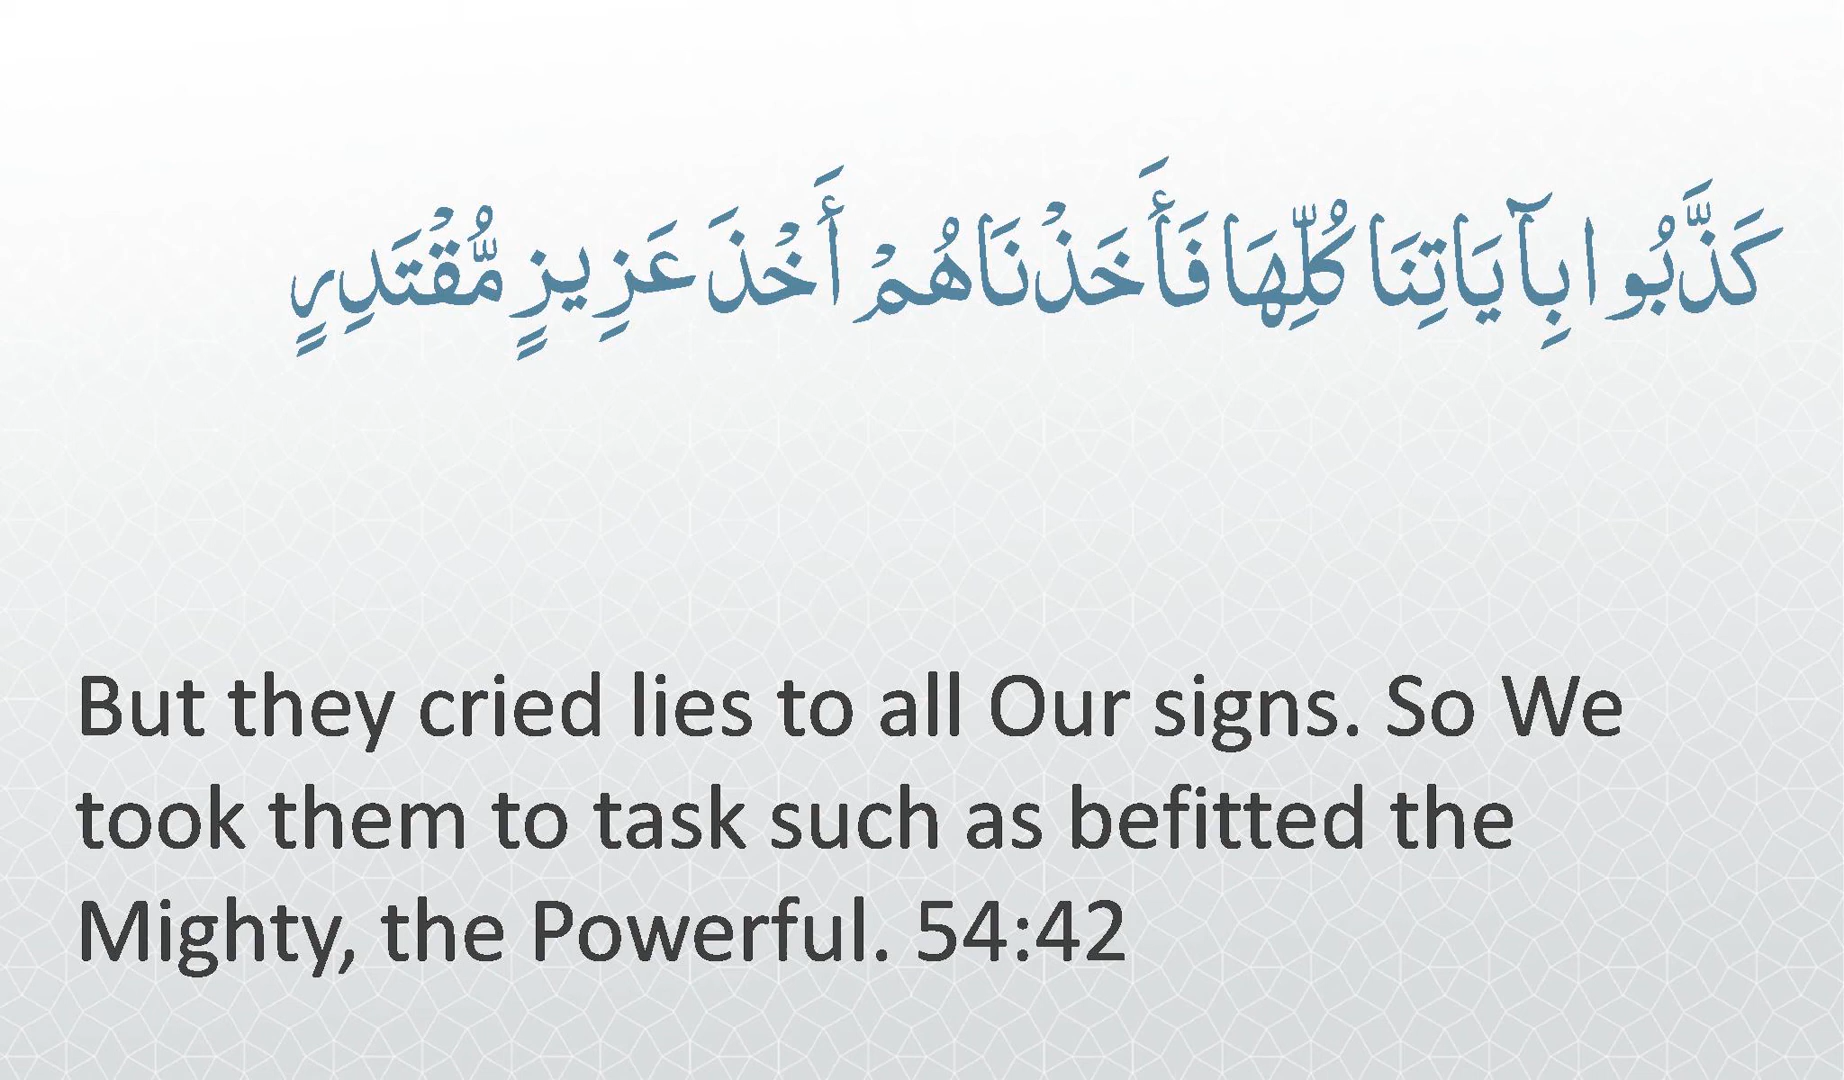 كَذَّبُوا بِآيَاتِنَا كُلِّهَا فَأَخَذْنَاهُمْ أَخْذَ عَزِيزٍ مُّقْتَدِرٍ
But they cried lies to all Our signs. So We
took them to task such as befitted the
Mighty, the Powerful. 54:42